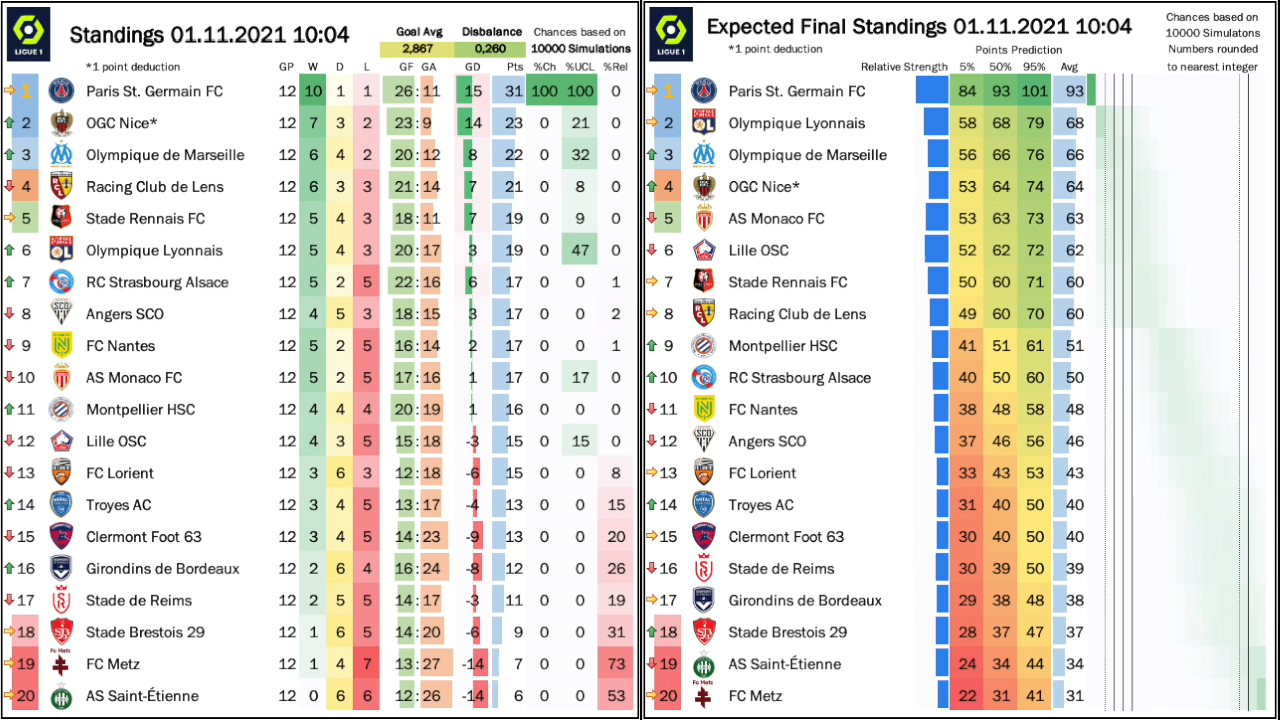 LIGUE 1
Standings 01.11.2021 10:04
Goal Avg Disbalance Chances based on
2,867 0,260 10000 Simulations
*1 point deduction GP W D L GF GA GD Pts %Ch %UCL %Rel
1 Paris St. Germain FC 12 10 1 1 26 : 11 15 31 100 100 0
2 OGC Nice* 12 7 3 2 23 : 9 14 23 0 21 0
3 Olympique de Marseille 12 6 4 2 20 : 12 8 22 0 32 0
4 Racing Club de Lens 12 6 3 3 21 : 14 7 21 0 8 0
5 Stade Rennais FC 12 5 4 3 18 : 11 7 19 0 9 0
6 Olympique Lyonnais 12 5 4 3 20 : 17 3 19 0 47 0
7 RC Strasbourg Alsace 12 5 2 5 22 : 16 6 17 0 0 1
8 Angers SCO 12 4 5 3 18 : 15 3 17 0 0 2
9 FC Nantes 12 5 2 5 16 : 14 2 17 0 0 1
10 AS Monaco FC 12 5 2 5 17 : 16 1 17 0 17 0
11 Montpellier HSC 12 4 4 4 20 : 19 1 16 0 0 0
12 Lille OSC 12 4 3 5 15 : 18 -3 15 0 15 0
13 FC Lorient 12 3 6 3 12 : 18 -6 15 0 0 8
14 Troyes AC 12 3 4 5 13 : 17 -4 13 0 0 15
15 Clermont Foot 63 12 3 4 5 14 : 23 -9 13 0 0 20
16 Girondins de Bordeaux 12 2 6 4 16 : 24 -8 12 0 0 26
17 Stade de Reims 12 2 5 5 14 : 17 -3 11 0 0 19
18 Stade Brestois 29 12 1 6 5 14 : 20 -6 9 0 0 31
19 FC Metz 12 1 4 7 13 : 27 -14 7 0 0 73
20 AS Saint-Étienne 12 0 6 6 12 : 26 -14 6 0 0 53
LIGUE 1
Expected Final Standings 01.11.2021 10:04
Chances based on
10000 Simulatons
Numbers rounded
to nearest integer
*1 point deduction Points Prediction
Relative Strength 5% 50% 95% Avg
1 Paris St. Germain FC 84 93 101 93
2 Olympique Lyonnais 58 68 79 68
3 Olympique de Marseille 56 66 76 66
4 OGC Nice* 53 64 74 64
5 AS Monaco FC 53 63 73 63
6 Lille OSC 52 62 72 62
7 Stade Rennais FC 50 60 71 60
8 Racing Club de Lens 49 60 70 60
9 Montpellier HSC 41 51 61 51
10 RC Strasbourg Alsace 40 50 60 50
11 FC Nantes 38 48 58 48
12 Angers SCO 37 46 56 46
13 FC Lorient 33 43 53 43
14 Troyes AC 31 40 50 40
15 Clermont Foot 63 30 40 50 40
16 Stade de Reims 30 39 50 39
17 Girondins de Bordeaux 29 38 48 38
18 Stade Brestois 29 28 37 47 37
19 AS Saint-Étienne 24 34 44 34
20 FC Metz 22 31 41 31